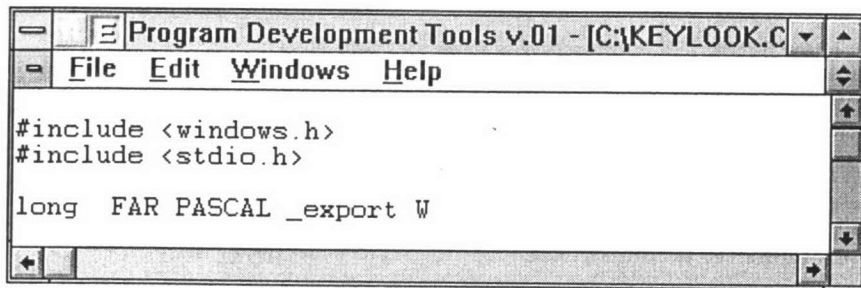 Program Development Tools v.01 - [C:\KEYLOOK.C
File Edit Windows Help
#include <windows.h>
#include <stdio.h>
long FAR PASCAL _export W